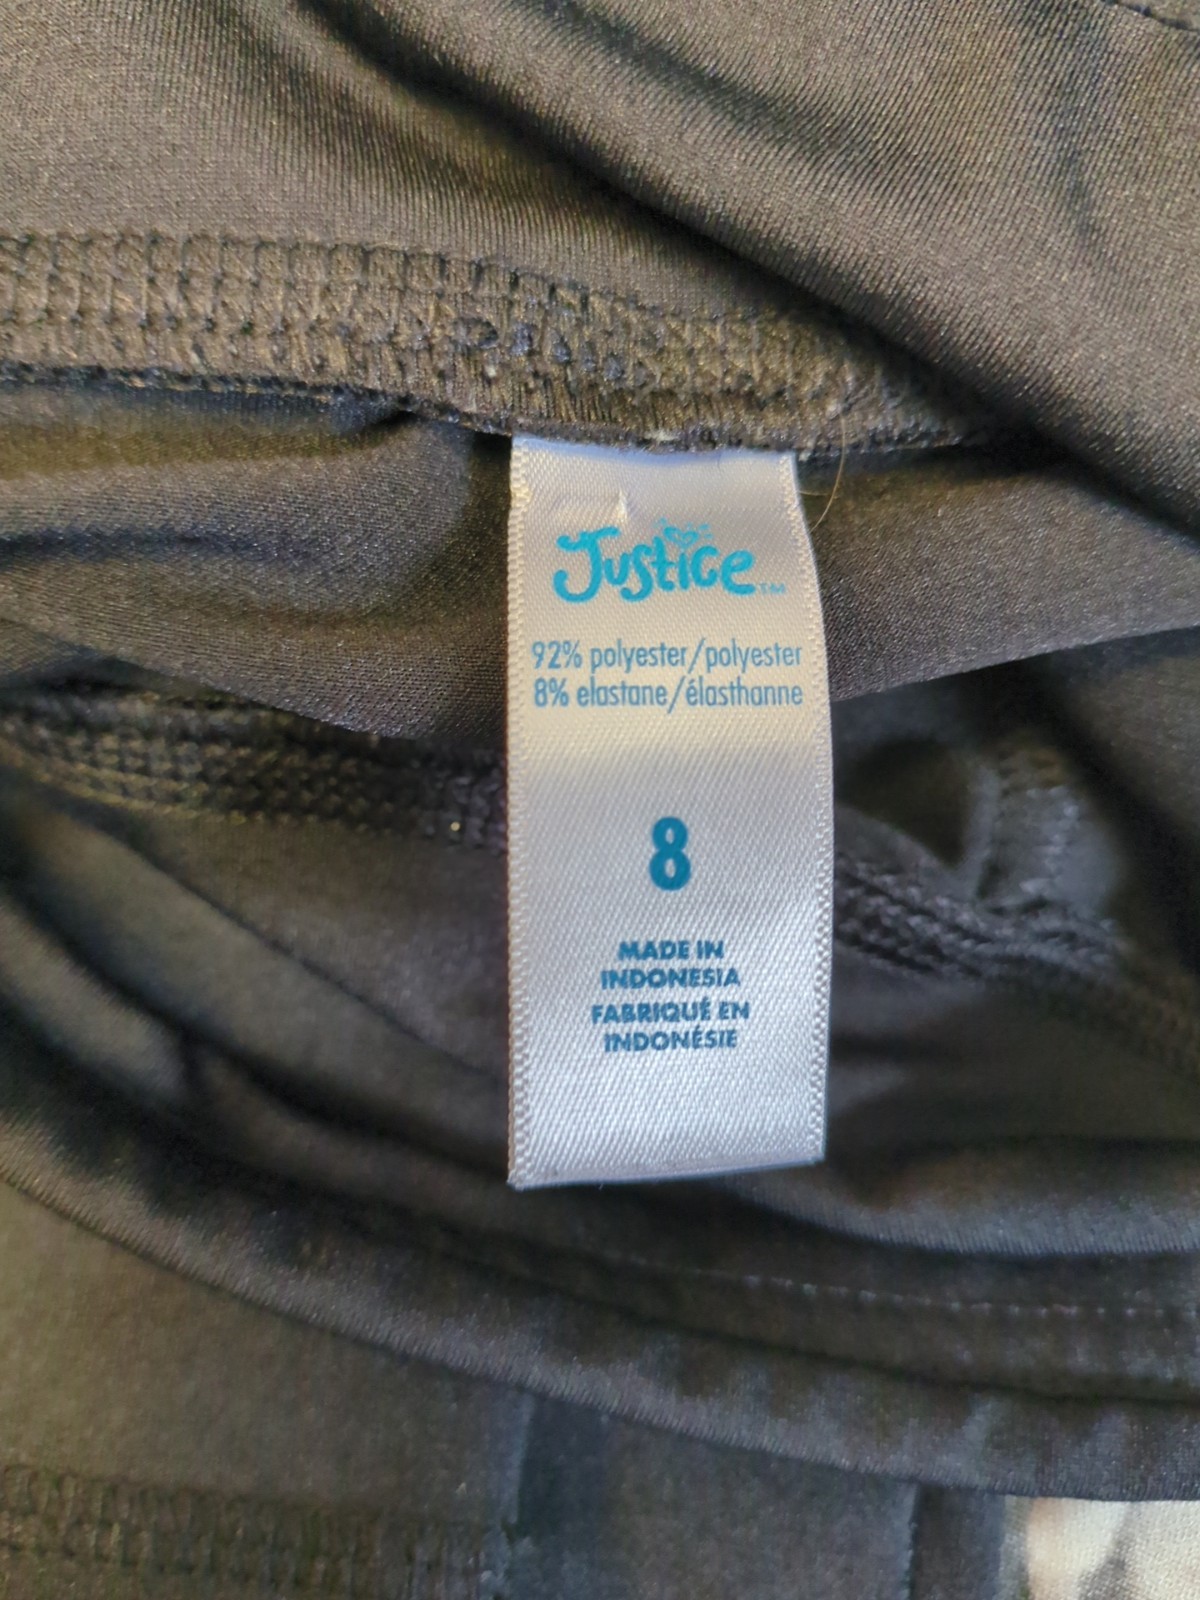 Justice™
92% polyester/polyester
8% elastane/élasthanne
8
MADE IN
INDONESIA
FABRIQUÉ EN
INDONÉSIE